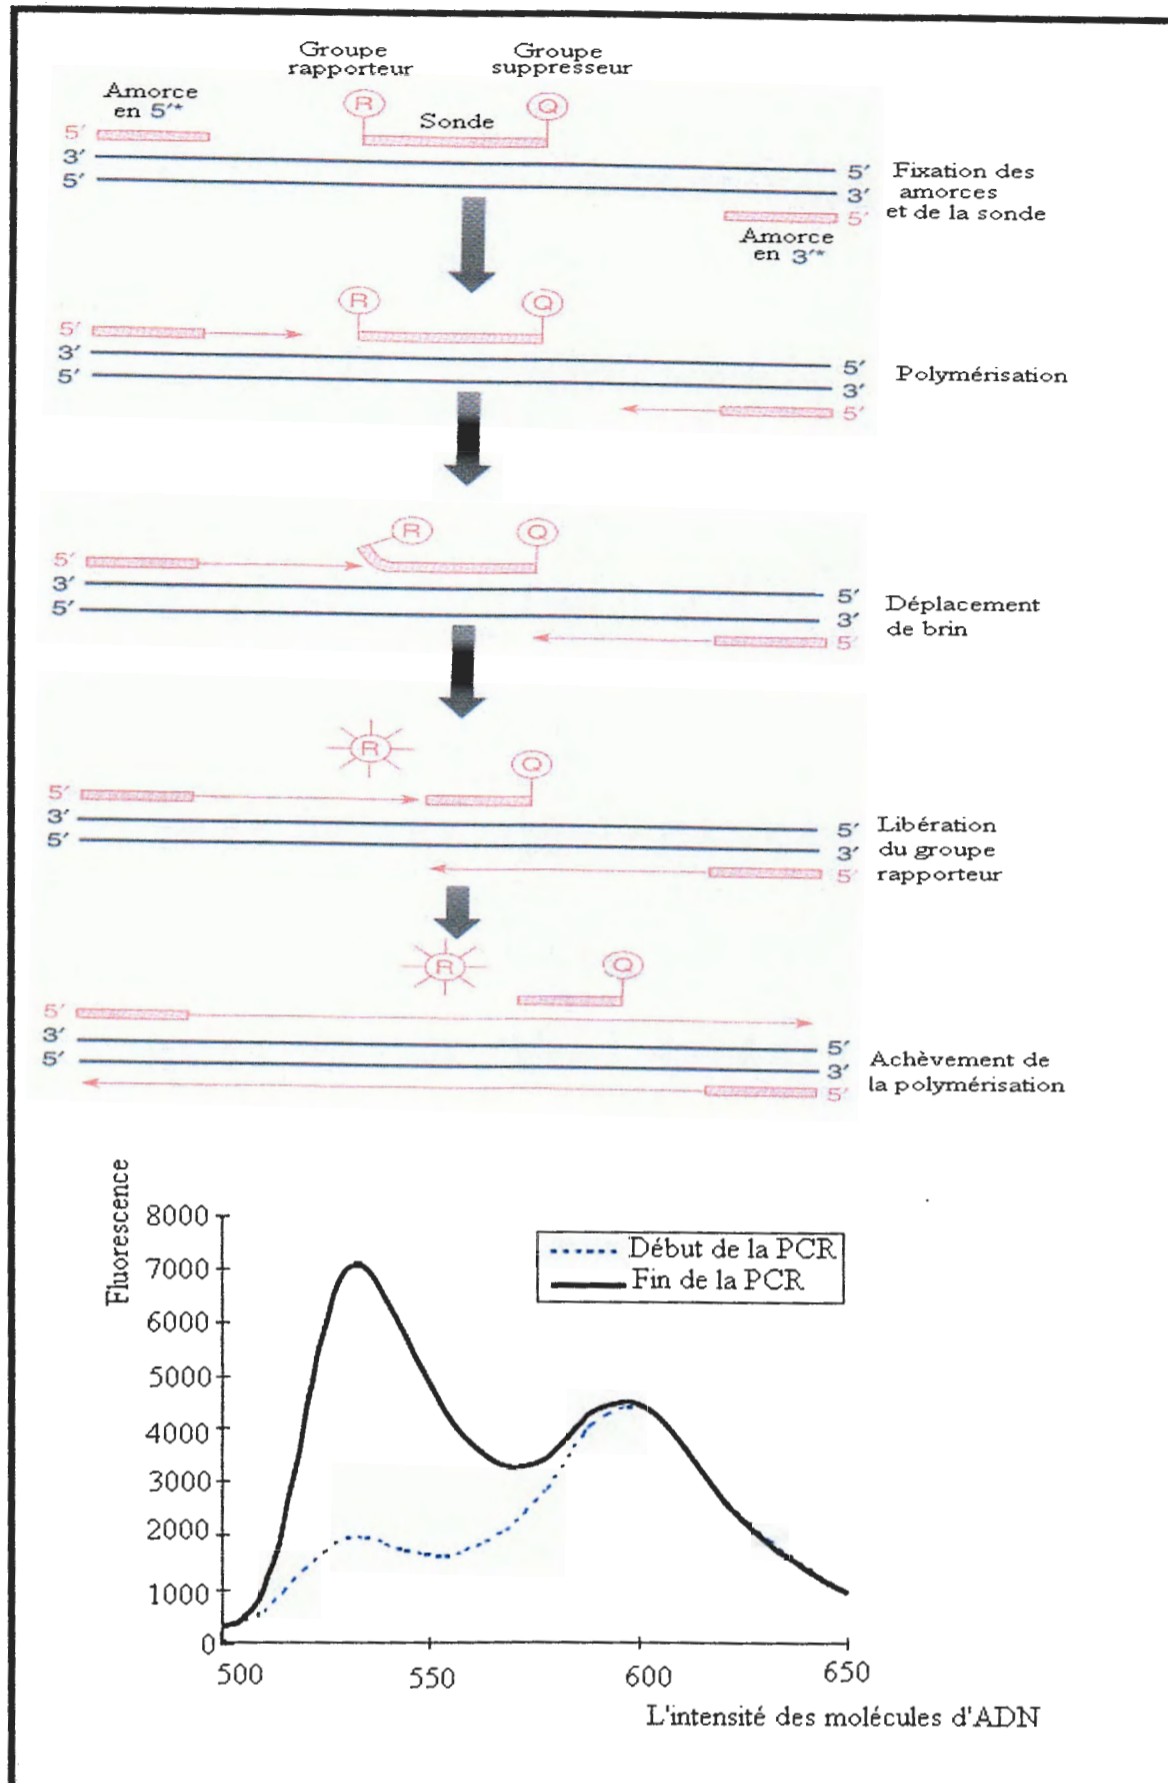 Groupe
rapporteur
Groupe
suppresseur
Amorce
en 5'*
R
Sonde
Q
5'
3'
5'
5'
3'
5'
Fixation des
amorces
et de la sonde
Amorce
en 3'*
R
Q
5'
3'
5'
5'
3'
5'
Polymérisation
R
Q
5'
3'
5'
5'
3'
5'
Déplacement
de brin
R
Q
5'
3'
5'
5'
3'
5'
Libération
du groupe
rapporteur
R
Q
5'
3'
5'
5'
3'
5'
Achèvement de
la polymérisation
Fluorescence
8000
7000
6000
5000
4000
3000
2000
1000
0
Début de la PCR
Fin de la PCR
500
550
600
650
L'intensité des molécules d'ADN